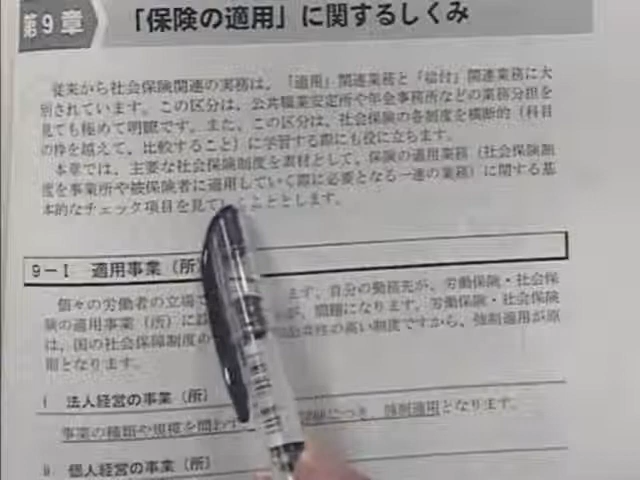 第9章 「保険の適用」に関するしくみ
従来から社会保険関連の実務は、「適用」関連業務と「給付」関連業務に大
別されています。この区分は、公共職業安定所や年金事務所などの業務分担を
見ても極めて明瞭です。また、この区分は、社会保険の各制度を横断的（科目
の枠を越えて、比較すること）に学習する際にも役に立ちます。
本章では、主要な社会保険制度を素材として、保険の適用業務（社会保険制
度を事業所や被保険者に適用していく際に必要となる一連の業務）に関する基
本的なチェック項目を見ていくこととします。
9－Ⅰ 適用事業（所
個々の労働者の立場で ます、自分の勤務先が、労働保険・社会保
険の適用事業（所）に が、問題になります。労働保険・社会保険
は、国の社会保障制度の 公共性の高い制度ですから、強制適用が原
則となります。
ⅰ 法人経営の事業（所）
事業の種類や規模を問わず につき、強制適用となります。
ⅱ 個人経営の事業（所）